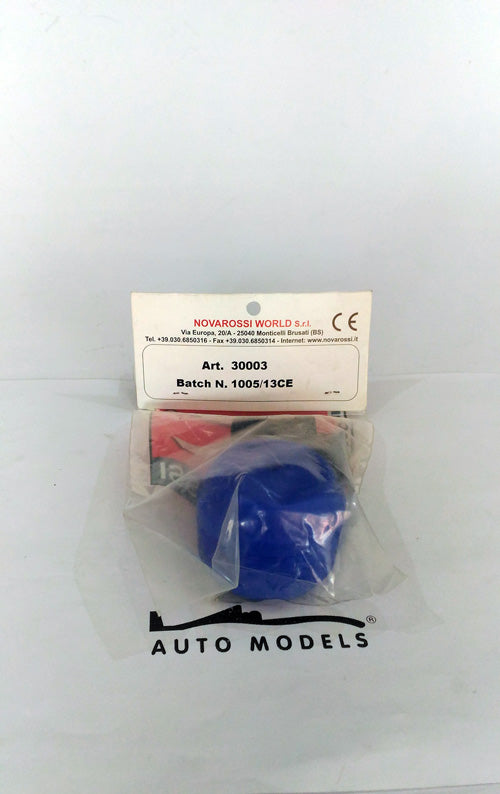 NOVAROSSI WORLD S.r.l.
Via Europa, 20/A - 25040 Monticelli Brusati (BS)
Tel. +39.030.6850316 - Fax +39.030.6850314 - Internet: www.novarossi.it
CE
Art. 30003
Batch N. 1005/13CE
®
AUTO MODELS